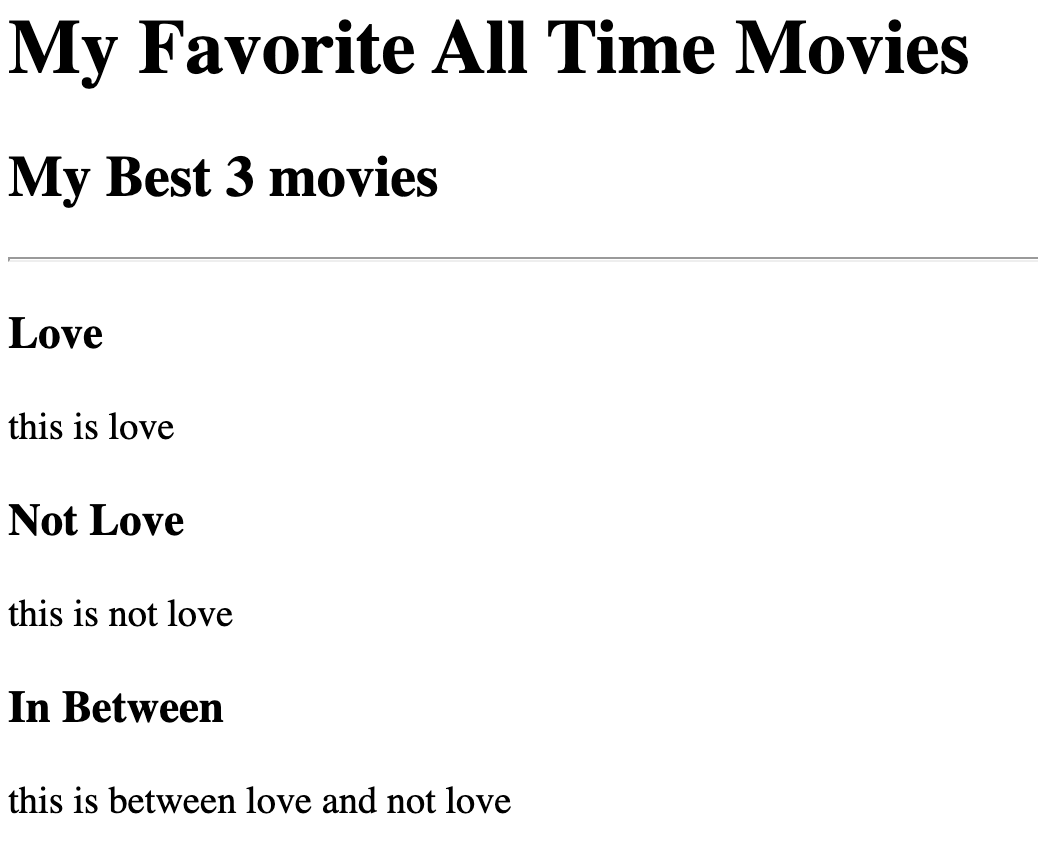 My Favorite All Time Movies
My Best 3 movies
Love
this is love
Not Love
this is not love
In Between
this is between love and not love